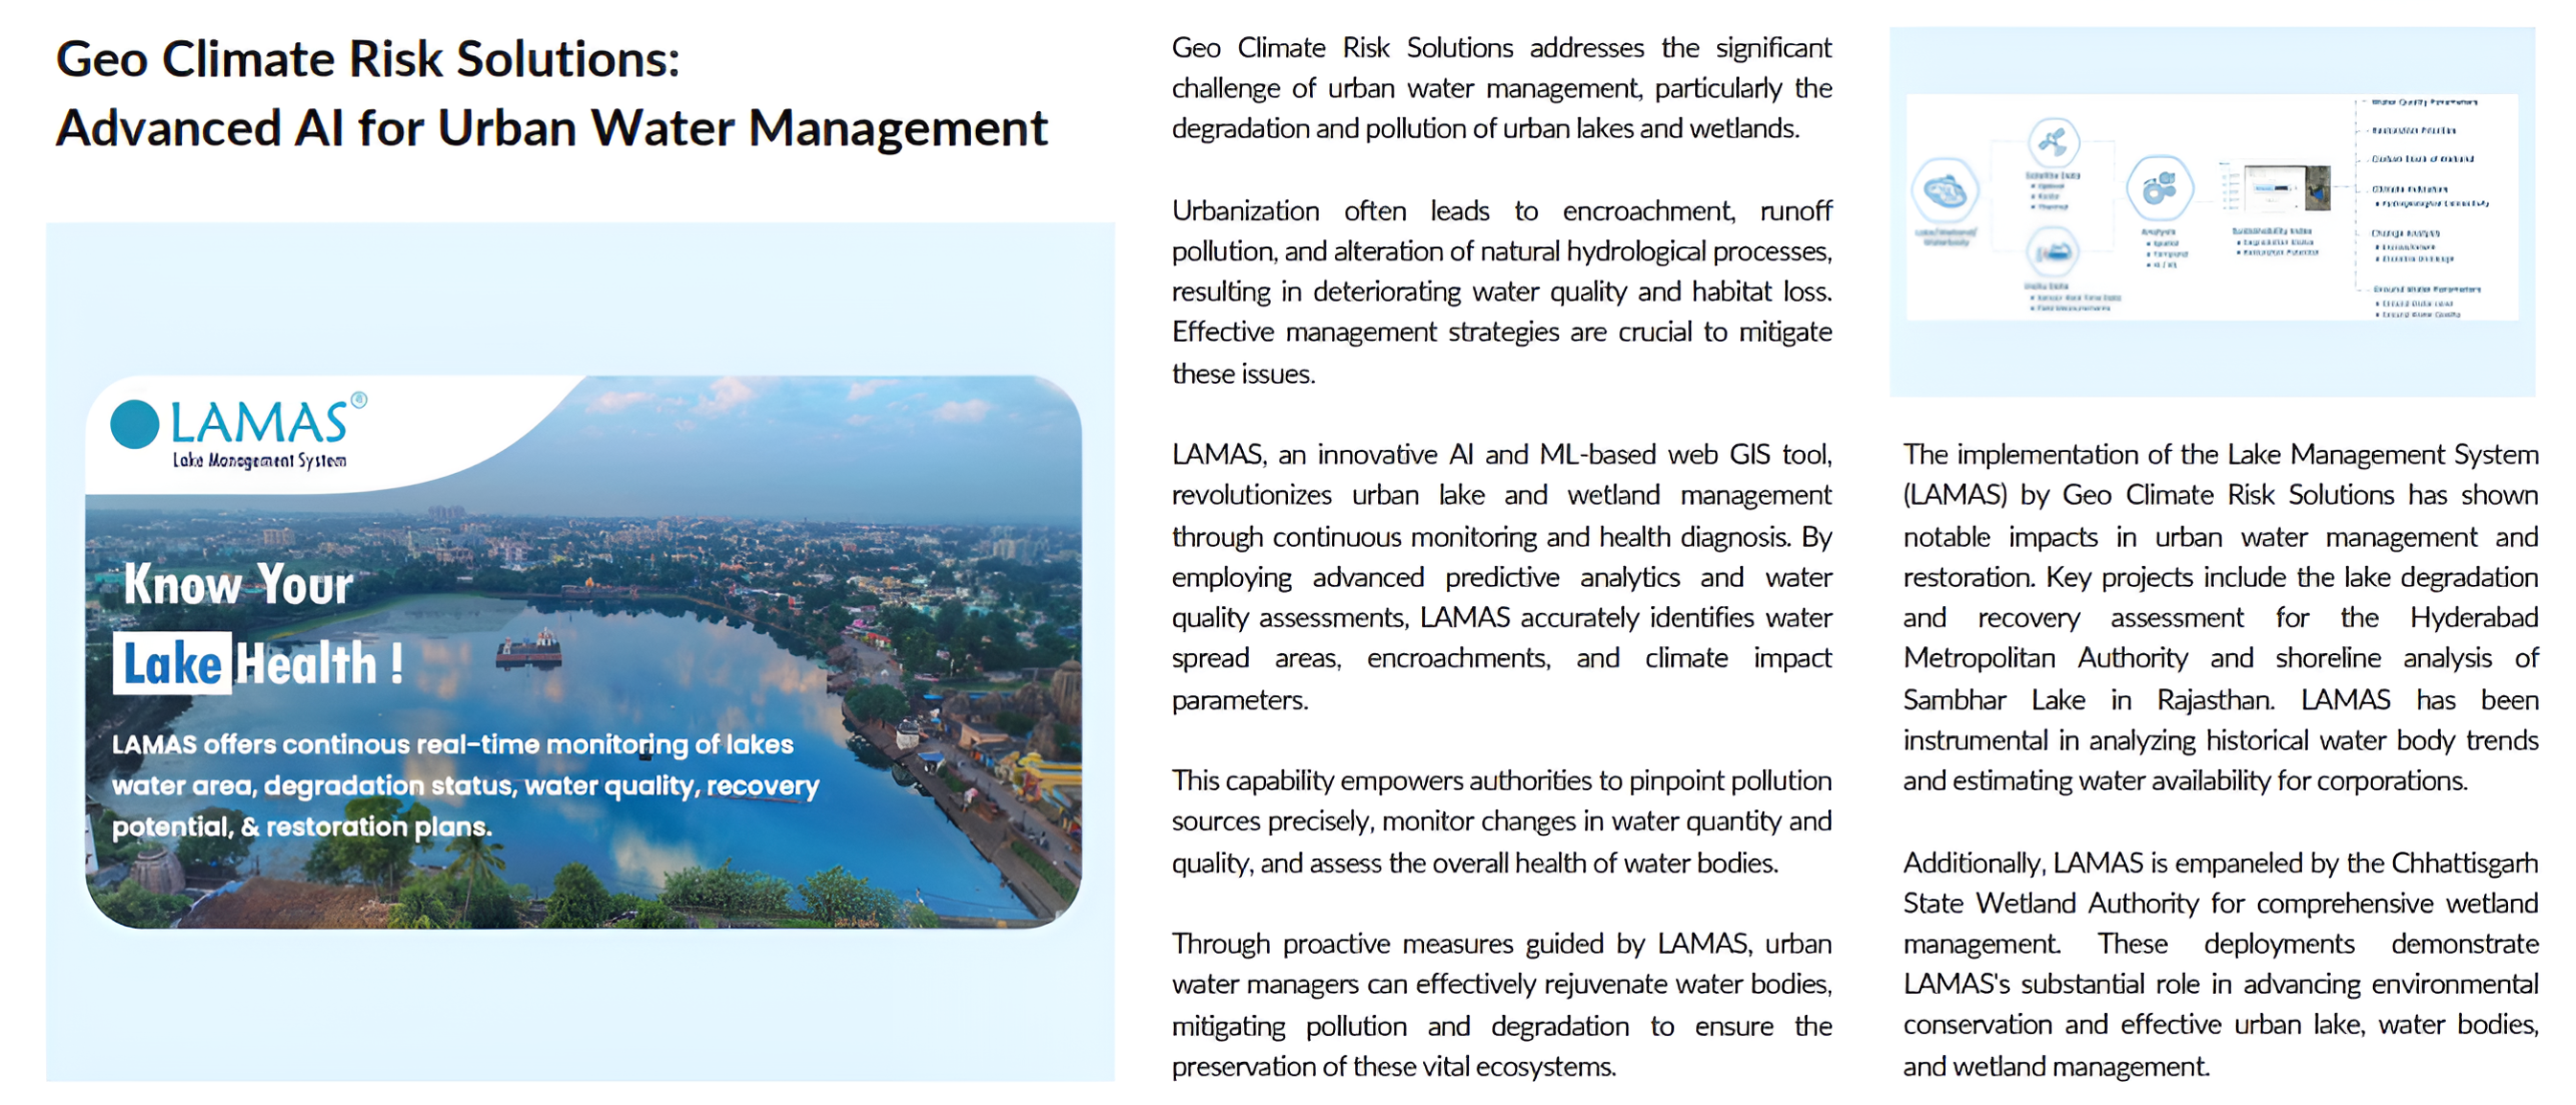 Geo Climate Risk Solutions:
Advanced AI for Urban Water Management
LAMAS®
Lake Management System
Know Your
Lake Health !
LAMAS offers continous real-time monitoring of lakes
water area, degradation status, water quality, recovery
potential, & restoration plans.
Geo Climate Risk Solutions addresses the significant
challenge of urban water management, particularly the
degradation and pollution of urban lakes and wetlands.
Urbanization often leads to encroachment, runoff
pollution, and alteration of natural hydrological processes,
resulting in deteriorating water quality and habitat loss.
Effective management strategies are crucial to mitigate
these issues.
LAMAS, an innovative AI and ML-based web GIS tool,
revolutionizes urban lake and wetland management
through continuous monitoring and health diagnosis. By
employing advanced predictive analytics and water
quality assessments, LAMAS accurately identifies water
spread areas, encroachments, and climate impact
parameters.
This capability empowers authorities to pinpoint pollution
sources precisely, monitor changes in water quantity and
quality, and assess the overall health of water bodies.
Through proactive measures guided by LAMAS, urban
water managers can effectively rejuvenate water bodies,
mitigating pollution and degradation to ensure the
preservation of these vital ecosystems.
Analysis
The implementation of the Lake Management System
(LAMAS) by Geo Climate Risk Solutions has shown
notable impacts in urban water management and
restoration. Key projects include the lake degradation
and recovery assessment for the Hyderabad
Metropolitan Authority and shoreline analysis of
Sambhar Lake in Rajasthan. LAMAS has been
instrumental in analyzing historical water body trends
and estimating water availability for corporations.
Additionally, LAMAS is empaneled by the Chhattisgarh
State Wetland Authority for comprehensive wetland
management. These deployments demonstrate
LAMAS's substantial role in advancing environmental
conservation and effective urban lake, water bodies,
and wetland management.